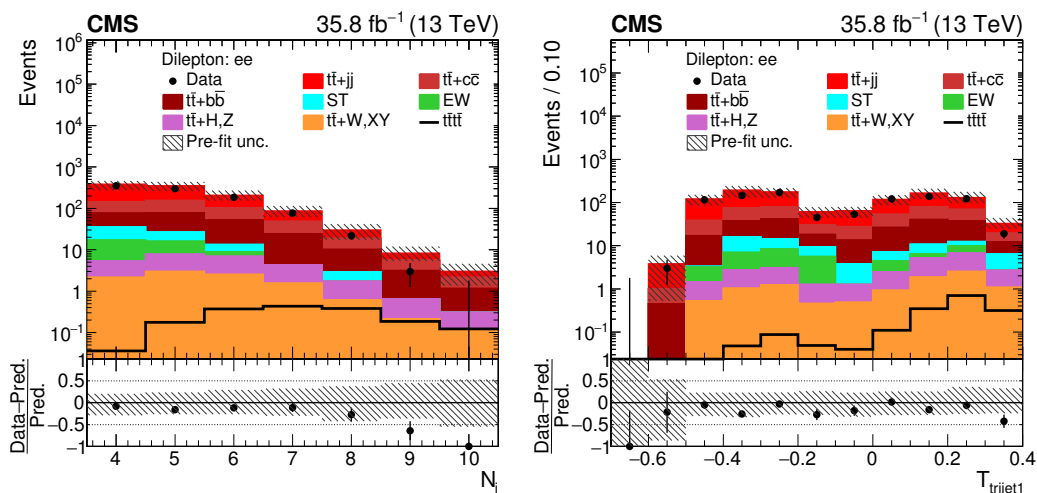 CMS 35.8 fb⁻¹ (13 TeV)
Events
10⁶
10⁵
10⁴
10³
10²
10
1
10⁻¹
Dilepton: ee
Data tt̄+jj tt̄+cc̄
tt̄+bb̄ ST EW
tt̄+H,Z tt̄+W,XY tt̄tt̄
Pre-fit unc.
Data–Pred.
Pred.
1
0.5
0
−0.5
−1
4 5 6 7 8 9 10
N_j
CMS 35.8 fb⁻¹ (13 TeV)
Events / 0.10
10⁵
10⁴
10³
10²
10
1
10⁻¹
Dilepton: ee
Data tt̄+jj tt̄+cc̄
tt̄+bb̄ ST EW
tt̄+H,Z tt̄+W,XY tt̄tt̄
Pre-fit unc.
Data–Pred.
Pred.
1
0.5
0
−0.5
−1
−0.6 −0.4 −0.2 0 0.2 0.4
T_trijet1